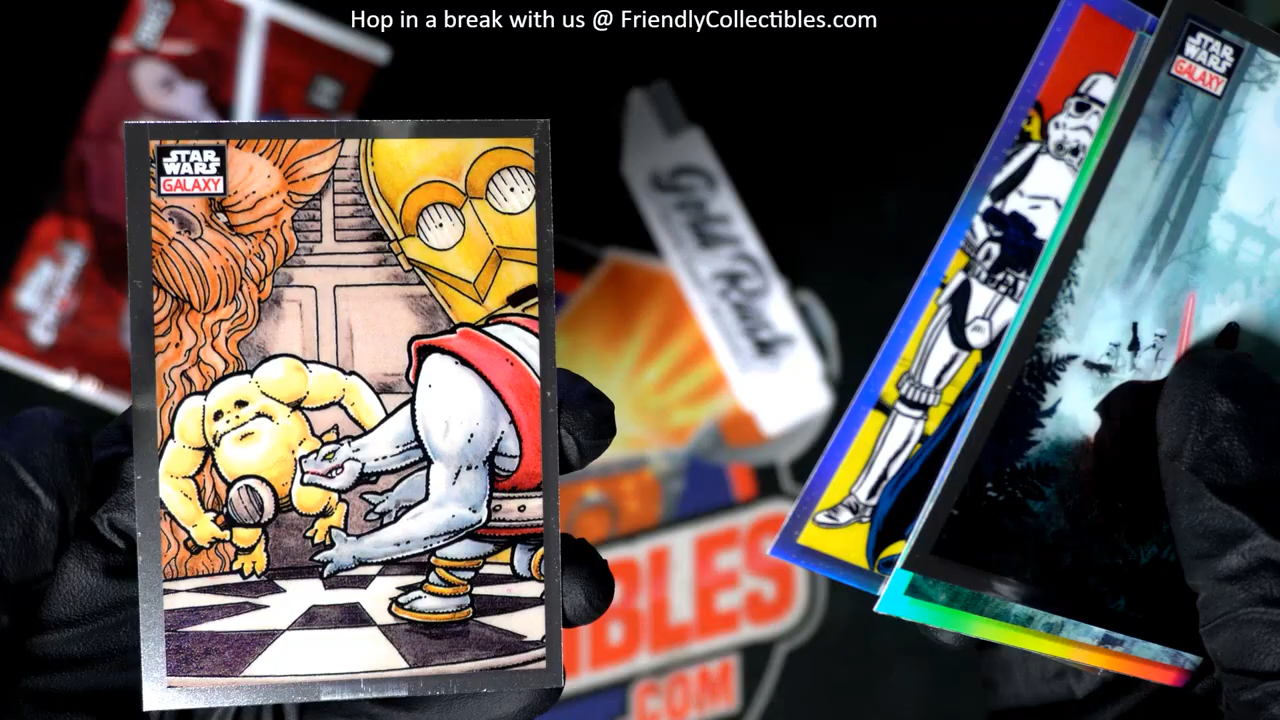 Hop in a break with us @ FriendlyCollectibles.com
STAR
WARS
GALAXY
STAR
WARS
GALAXY
Gold Rush
IBLES
.COM